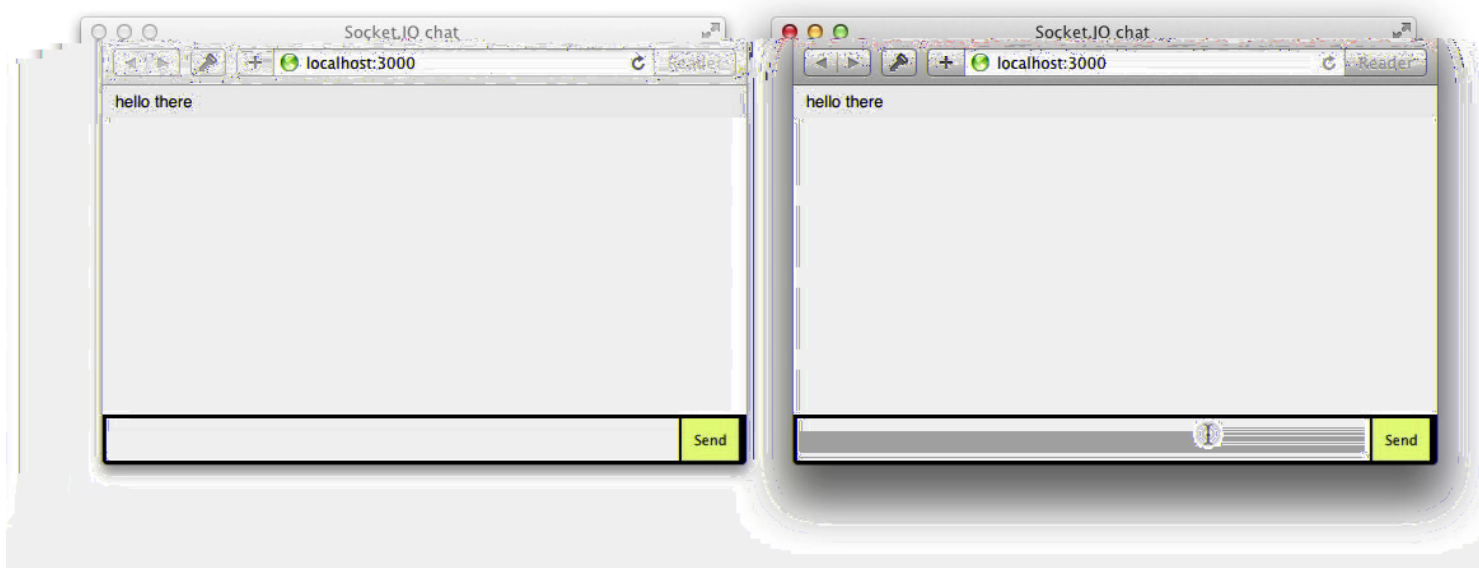 Socket.IO chat
localhost:3000
Reader
hello there
Send
Socket.IO chat
localhost:3000
Reader
hello there
Send